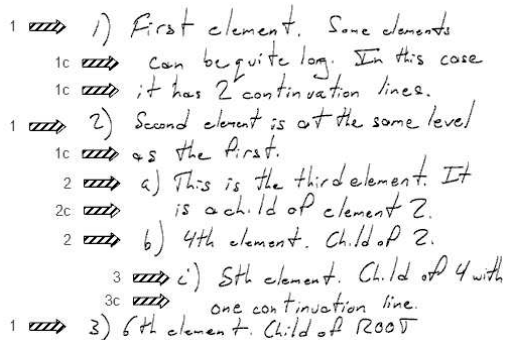 1 1) First element. Some elements
1c can be quite long. In this case
1c it has 2 continuation lines.
1 2) Second element is at the same level
1c as the first.
2 a) This is the third element. It
2c is a child of element 2.
2 b) 4th element. Child of 2.
3 i) 5th element. Child of 4 with
3c one continuation line.
1 3) 6th element. Child of ROOT